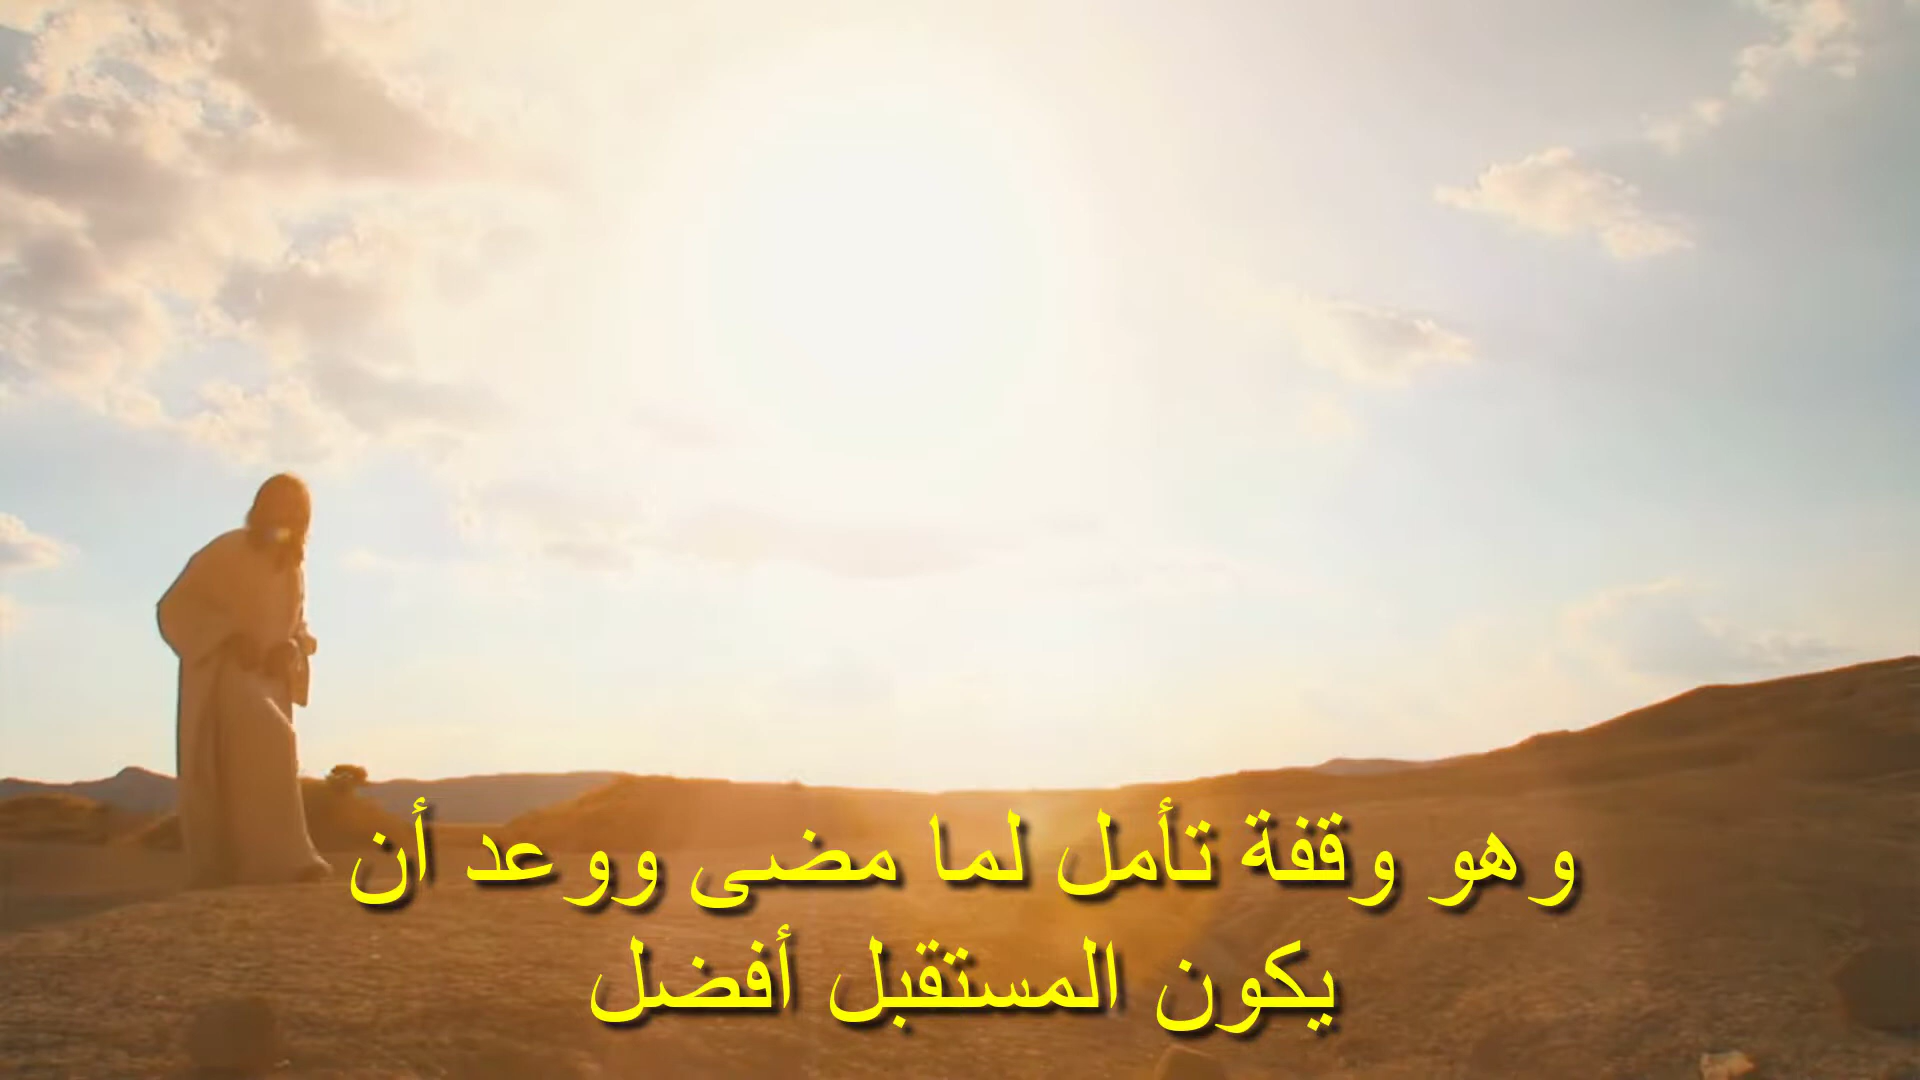 وهو وقفة تأمل لما مضى ووعد أن
يكون المستقبل أفضل